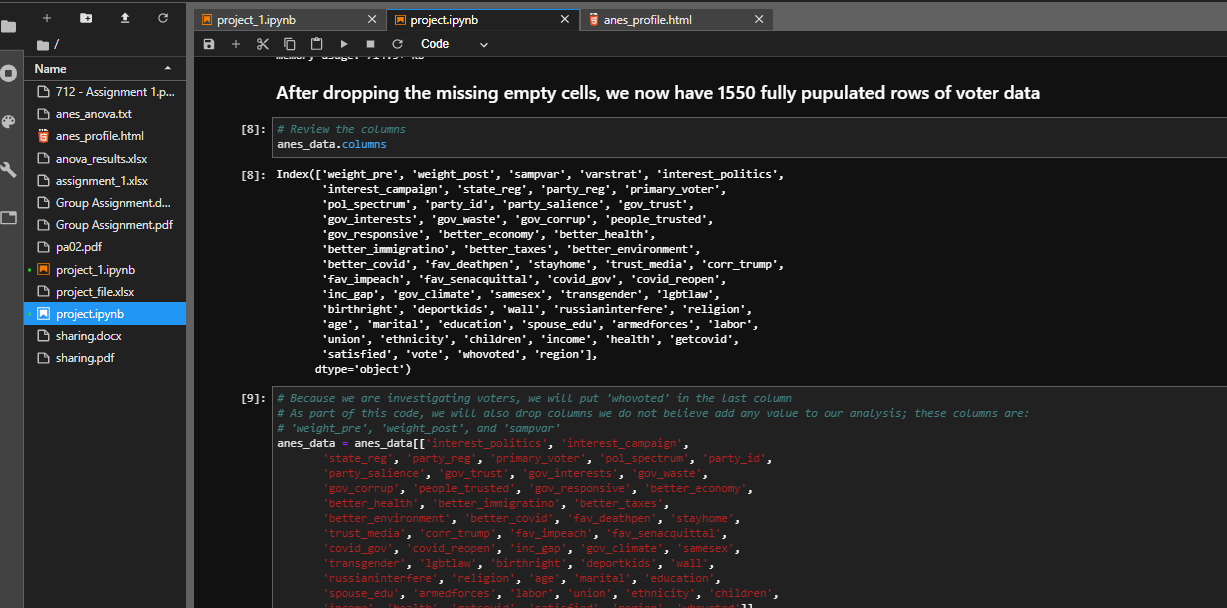 project_1.ipynb
project.ipynb
anes_profile.html
Code
/
Name
712 - Assignment 1.p...
anes_anova.txt
anes_profile.html
anova_results.xlsx
assignment_1.xlsx
Group Assignment.d...
Group Assignment.pdf
pa02.pdf
project_1.ipynb
project_file.xlsx
project.ipynb
sharing.docx
sharing.pdf
After dropping the missing empty cells, we now have 1550 fully pupulated rows of voter data
[8]: # Review the columns
anes_data.columns
[8]: Index(['weight_pre', 'weight_post', 'sampvar', 'varstrat', 'interest_politics',
'interest_campaign', 'state_reg', 'party_reg', 'primary_voter',
'pol_spectrum', 'party_id', 'party_salience', 'gov_trust',
'gov_interests', 'gov_waste', 'gov_corrup', 'people_trusted',
'gov_responsive', 'better_economy', 'better_health',
'better_immigratino', 'better_taxes', 'better_environment',
'better_covid', 'fav_deathpen', 'stayhome', 'trust_media', 'corr_trump',
'fav_impeach', 'fav_senacquittal', 'covid_gov', 'covid_reopen',
'inc_gap', 'gov_climate', 'samesex', 'transgender', 'lgbtlaw',
'birthright', 'deportkids', 'wall', 'russianinterfere', 'religion',
'age', 'marital', 'education', 'spouse_edu', 'armedforces', 'labor',
'union', 'ethnicity', 'children', 'income', 'health', 'getcovid',
'satisfied', 'vote', 'whovoted', 'region'],
dtype='object')
[9]: # Because we are investigating voters, we will put 'whovoted' in the last column
# As part of this code, we will also drop columns we do not believe add any value to our analysis; these columns are:
# 'weight_pre', 'weight_post', and 'sampvar'
anes_data = anes_data[['interest_politics', 'interest_campaign',
'state_reg', 'party_reg', 'primary_voter', 'pol_spectrum', 'party_id',
'party_salience', 'gov_trust', 'gov_interests', 'gov_waste',
'gov_corrup', 'people_trusted', 'gov_responsive', 'better_economy',
'better_health', 'better_immigratino', 'better_taxes',
'better_environment', 'better_covid', 'fav_deathpen', 'stayhome',
'trust_media', 'corr_trump', 'fav_impeach', 'fav_senacquittal',
'covid_gov', 'covid_reopen', 'inc_gap', 'gov_climate', 'samesex',
'transgender', 'lgbtlaw', 'birthright', 'deportkids', 'wall',
'russianinterfere', 'religion', 'age', 'marital', 'education',
'spouse_edu', 'armedforces', 'labor', 'union', 'ethnicity', 'children',